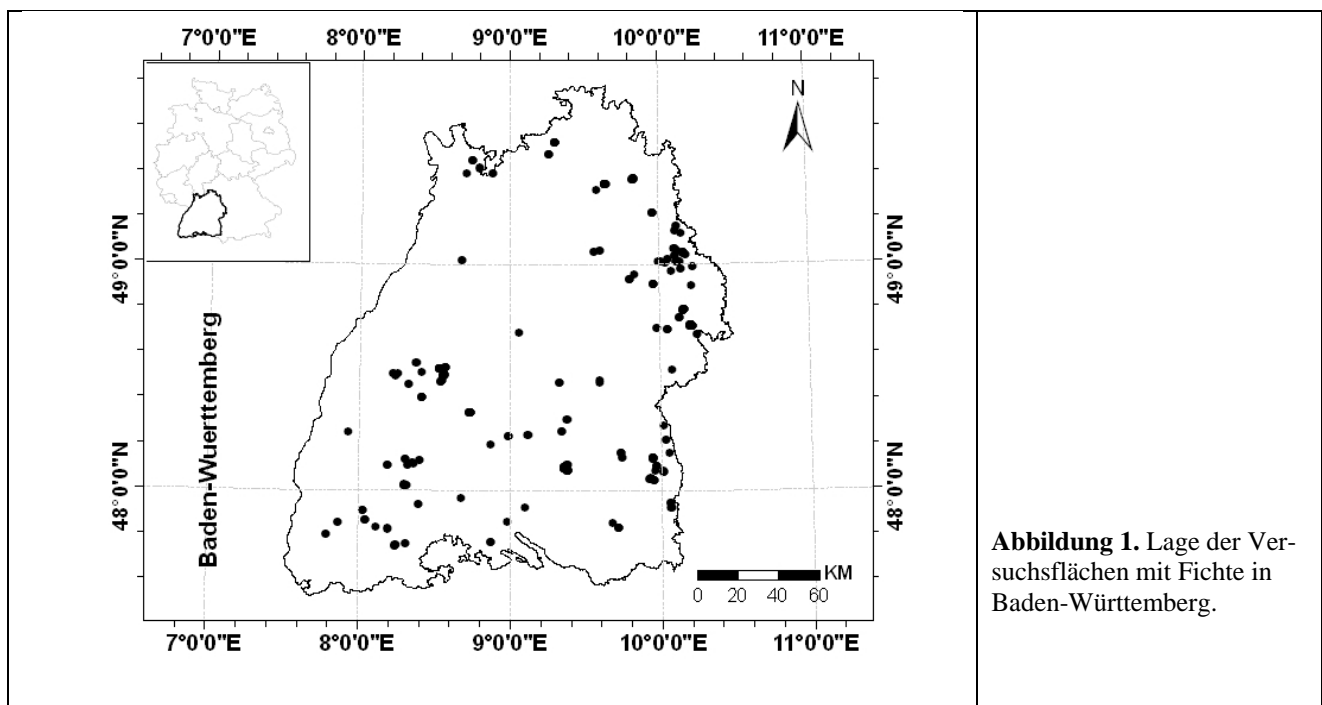 7°0'0"E 8°0'0"E 9°0'0"E 10°0'0"E 11°0'0"E
N
49°0'0"N 49°0'0"N
Baden-Wuerttemberg
48°0'0"N 48°0'0"N
KM
0 20 40 60
7°0'0"E 8°0'0"E 9°0'0"E 10°0'0"E 11°0'0"E
Abbildung 1. Lage der Ver-
suchsflächen mit Fichte in
Baden-Württemberg.